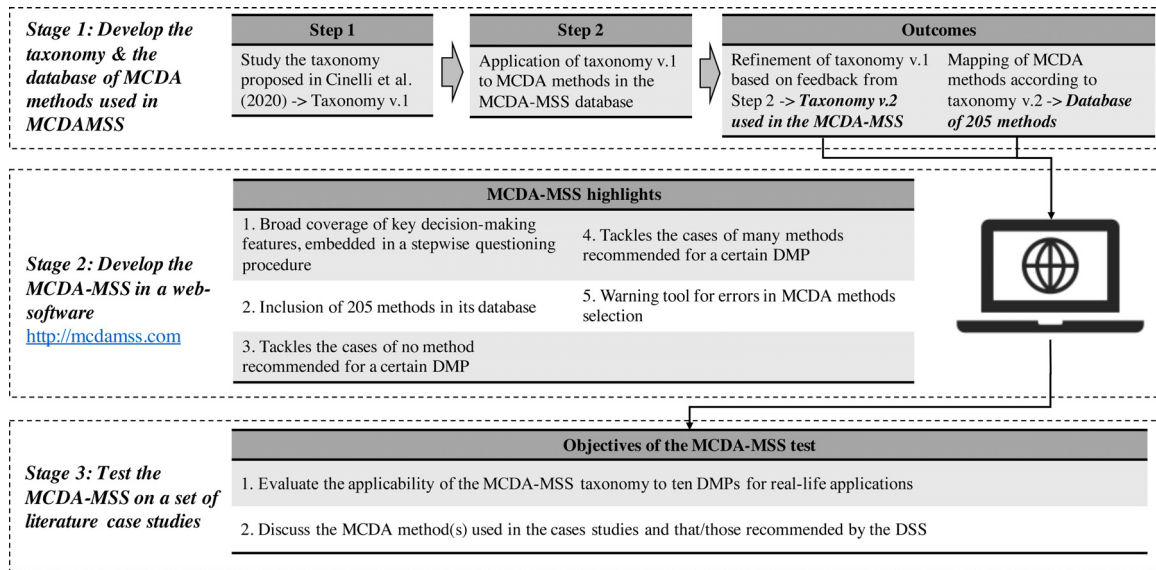 Stage 1: Develop the
taxonomy & the
database of MCDA
methods used in
MCDAMSS
Step 1
Study the taxonomy
proposed in Cinelli et al.
(2020) -> Taxonomy v.1
Step 2
Application of taxonomy v.1
to MCDA methods in the
MCDA-MSS database
Outcomes
Refinement of taxonomy v.1
based on feedback from
Step 2 -> Taxonomy v.2
used in the MCDA-MSS
Mapping of MCDA
methods according to
taxonomy v.2 -> Database
of 205 methods
Stage 2: Develop the
MCDA-MSS in a web-
software
http://mcdamss.com
MCDA-MSS highlights
1. Broad coverage of key decision-making
features, embedded in a stepwise questioning
procedure
2. Inclusion of 205 methods in its database
3. Tackles the cases of no method
recommended for a certain DMP
4. Tackles the cases of many methods
recommended for a certain DMP
5. Warning tool for errors in MCDA methods
selection
Stage 3: Test the
MCDA-MSS on a set of
literature case studies
Objectives of the MCDA-MSS test
1. Evaluate the applicability of the MCDA-MSS taxonomy to ten DMPs for real-life applications
2. Discuss the MCDA method(s) used in the cases studies and that/those recommended by the DSS